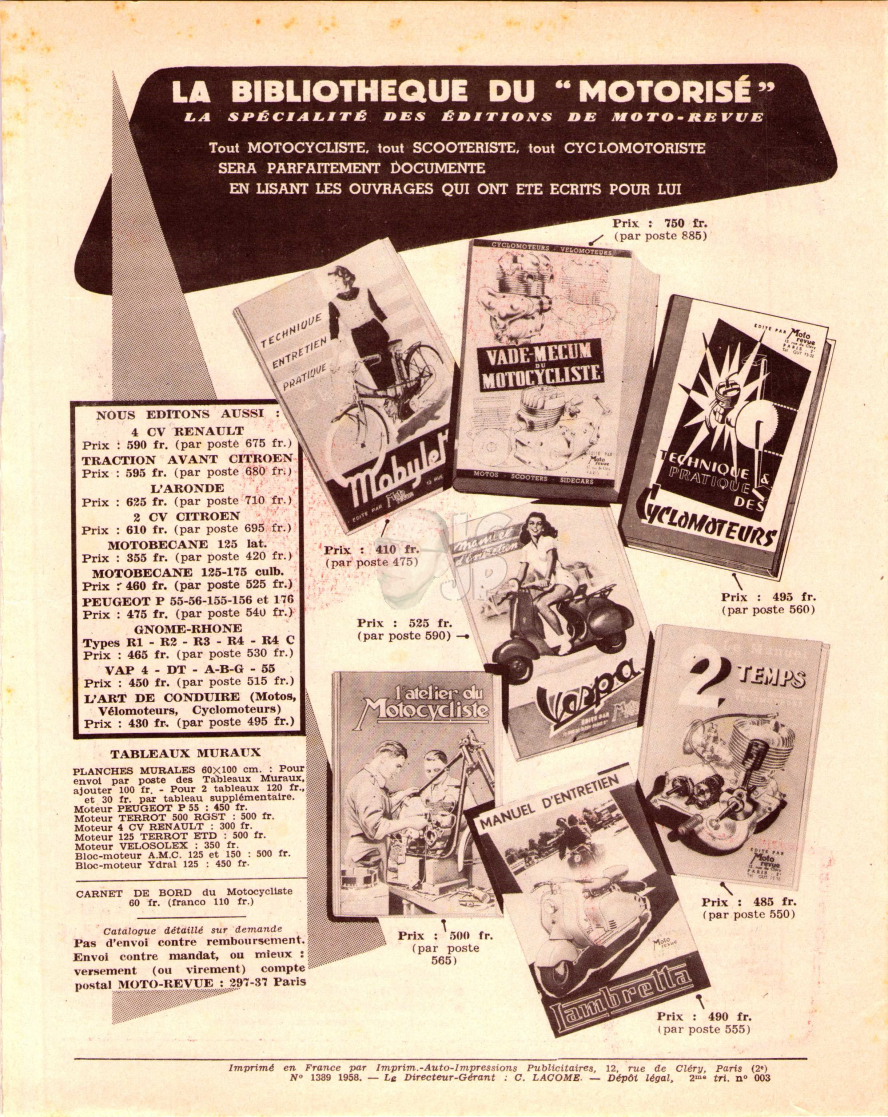 LA BIBLIOTHEQUE DU “ MOTORISÉ ”
LA SPÉCIALITÉ DES ÉDITIONS DE MOTO-REVUE
Tout MOTOCYCLISTE, tout SCOOTERISTE, tout CYCLOMOTORISTE
SERA PARFAITEMENT DOCUMENTE
EN LISANT LES OUVRAGES QUI ONT ETE ECRITS POUR LUI
Prix : 750 fr.
(par poste 885)
TECHNIQUE
ENTRETIEN
PRATIQUE
Mobylet
EDITE PAR
CYCLOMOTEURS - VELOMOTEURS
VADE-MECUM
DU
MOTOCYCLISTE
EDITE PAR
Moto
revue
MOTOS - SCOOTERS SIDECARS
EDITE PAR Moto
revue
TECHNIQUE &
PRATIQUE
DES
CYCLOMOTEURS
Prix : 410 fr.
(par poste 475)
Prix : 495 fr.
(par poste 560)
Manuel
d'Entretien
Vespa
EDITE PAR
Prix : 525 fr.
(par poste 590)
NOUS EDITONS AUSSI :
4 CV RENAULT
Prix : 590 fr. (par poste 675 fr.)
TRACTION AVANT CITROEN
Prix : 595 fr. (par poste 680 fr.)
L'ARONDE
Prix : 625 fr. (par poste 710 fr.)
2 CV CITROEN
Prix : 610 fr. (par poste 695 fr.)
MOTOBECANE 125 lat.
Prix : 355 fr. (par poste 420 fr.)
MOTOBECANE 125-175 culb.
Prix : 460 fr. (par poste 525 fr.)
PEUGEOT P 55-56-155-156 et 176
Prix : 475 fr. (par poste 540 fr.)
GNOME-RHONE
Types R1 - R2 - R3 - R4 - R4 C
Prix : 465 fr. (par poste 530 fr.)
VAP 4 - DT - A-B-G - 55
Prix : 450 fr. (par poste 515 fr.)
L'ART DE CONDUIRE (Motos,
Vélomoteurs, Cyclomoteurs)
Prix : 430 fr. (par poste 495 fr.)
TABLEAUX MURAUX
PLANCHES MURALES 60×100 cm. : Pour
envoi par poste des Tableaux Muraux,
ajouter 100 fr. - Pour 2 tableaux 120 fr.,
et 30 fr. par tableau supplémentaire.
Moteur PEUGEOT P 55 : 450 fr.
Moteur TERROT 500 RGST : 500 fr.
Moteur 4 CV RENAULT : 300 fr.
Moteur 125 TERROT ETD : 500 fr.
Moteur VELOSOLEX : 350 fr.
Bloc-moteur A.M.C. 125 et 150 : 500 fr.
Bloc-moteur Ydral 125 : 450 fr.
CARNET DE BORD du Motocycliste
60 fr. (franco 110 fr.)
Catalogue détaillé sur demande
Pas d'envoi contre remboursement.
Envoi contre mandat, ou mieux :
versement (ou virement) compte
postal MOTO-REVUE : 297-37 Paris
l'atelier du
Motocycliste
Prix : 500 fr.
(par poste
565)
Le Manuel
2 TEMPS
EDITE PAR
Moto
revue
Prix : 485 fr.
(par poste 550)
MANUEL D'ENTRETIEN
Moto
revue
Lambretta
Prix : 490 fr.
(par poste 555)
Imprimé en France par Imprim.-Auto-Impressions Publicitaires, 12, rue de Cléry, Paris (2e)
N° 1389 1958. — Le Directeur-Gérant : C. LACOME. — Dépôt légal, 2me tri. n° 003